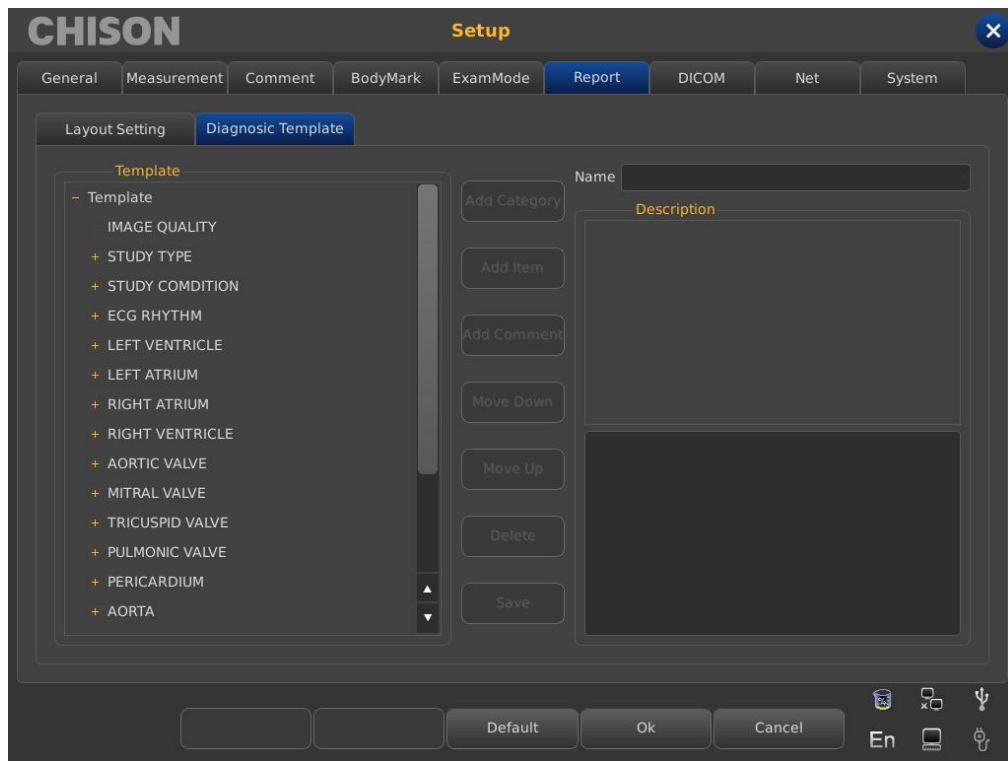 CHISON
Setup
General Measurement Comment BodyMark ExamMode Report DICOM Net System
Layout Setting Diagnosic Template
Template
Template
IMAGE QUALITY
STUDY TYPE
STUDY COMDITION
ECG RHYTHM
LEFT VENTRICLE
LEFT ATRIUM
RIGHT ATRIUM
RIGHT VENTRICLE
AORTIC VALVE
MITRAL VALVE
TRICUSPID VALVE
PULMONIC VALVE
PERICARDIUM
AORTA
Add Category
Add Item
Add Comment
Move Down
Move Up
Delete
Save
Name
Description
Default Ok Cancel
En